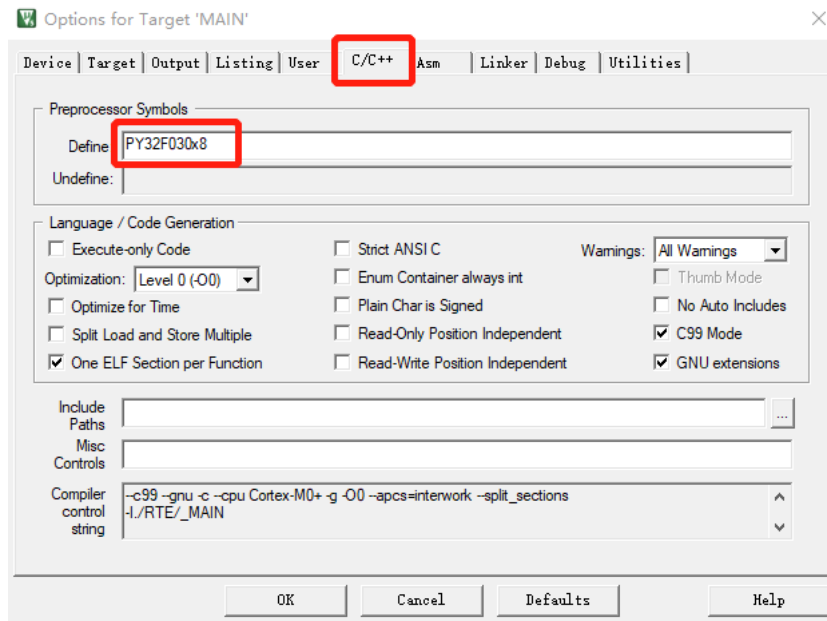 Options for Target 'MAIN'
Device Target Output Listing User C/C++ Asm Linker Debug Utilities
Preprocessor Symbols
Define PY32F030x8
Undefine:
Language / Code Generation
Execute-only Code Strict ANSI C Warnings: All Warnings
Optimization: Level 0 (-O0) Enum Container always int Thumb Mode
Optimize for Time Plain Char is Signed No Auto Includes
Split Load and Store Multiple Read-Only Position Independent C99 Mode
One ELF Section per Function Read-Write Position Independent GNU extensions
Include
Paths
...
Misc
Controls
Compiler
control
string
--c99 --gnu -c --cpu Cortex-M0+ -g -O0 --apcs=interwork --split_sections
-I./RTE/_MAIN
OK Cancel Defaults Help